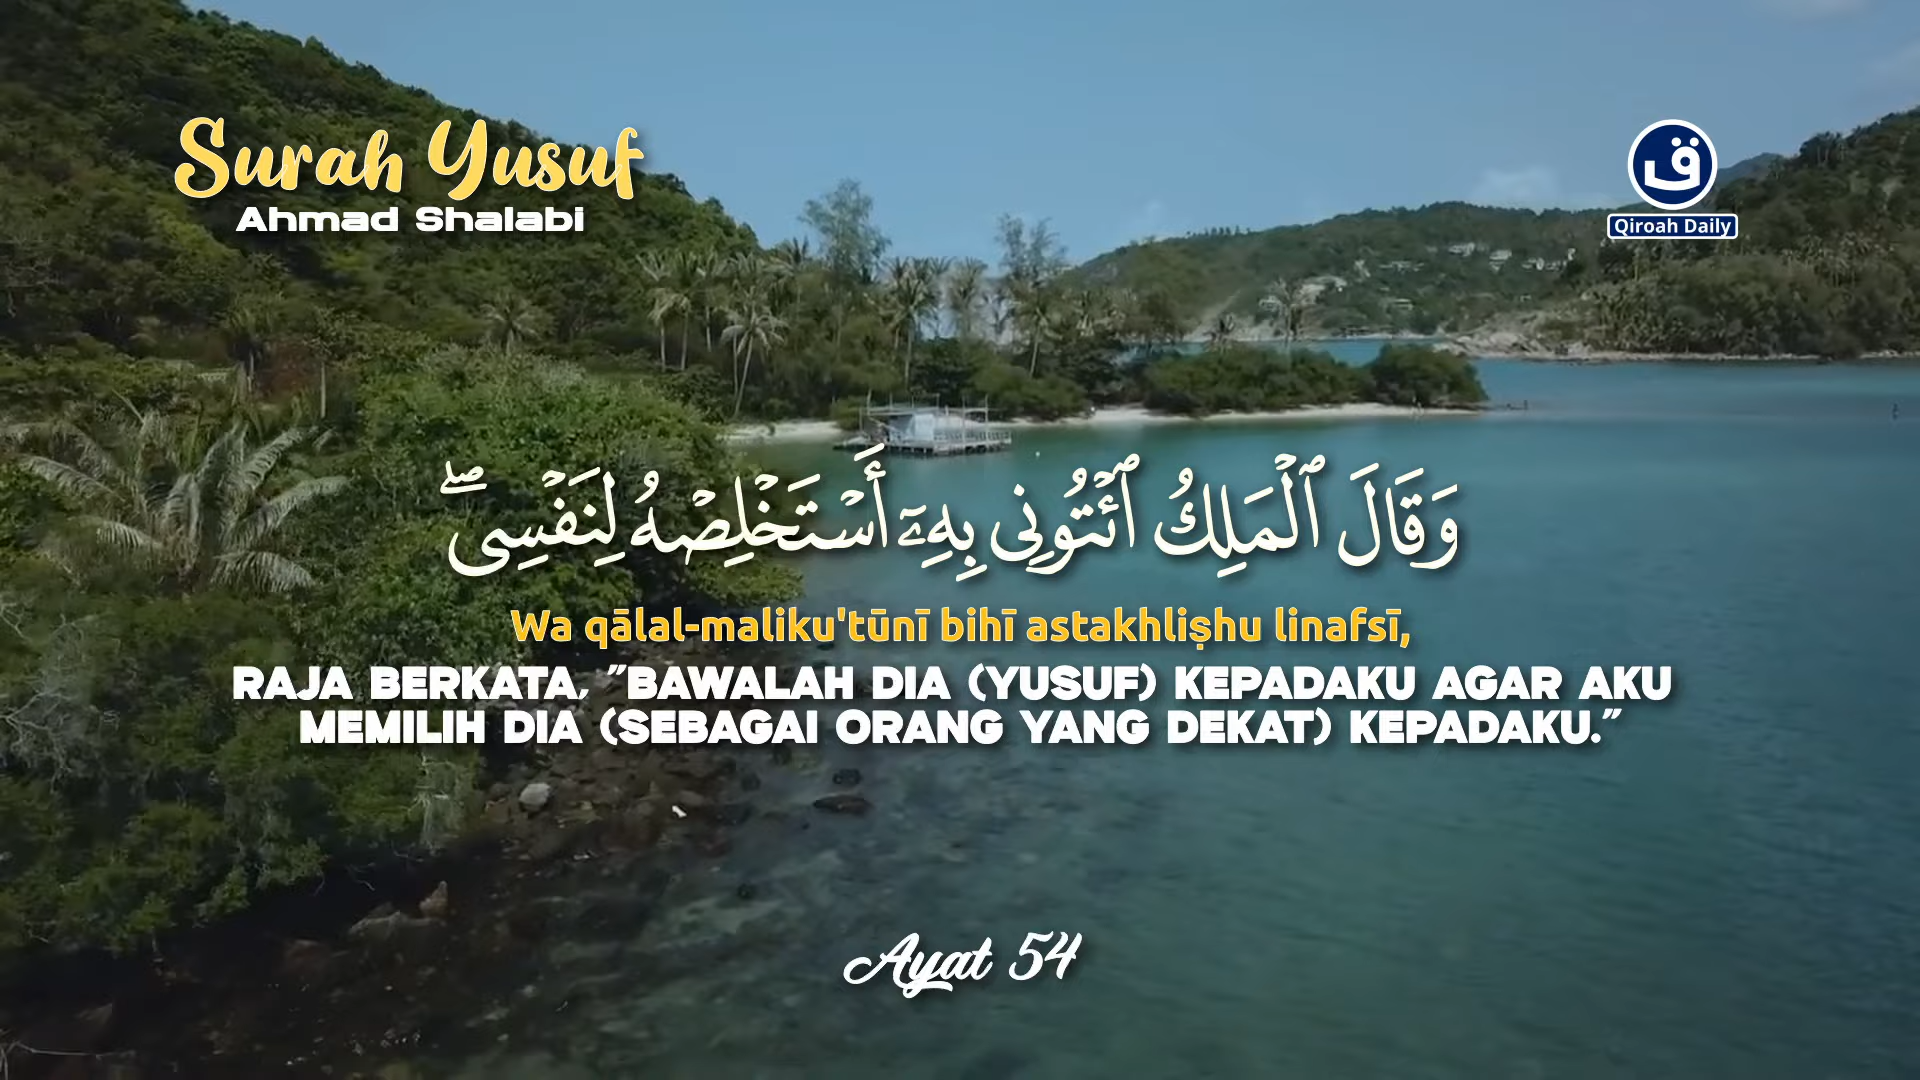 Surah Yusuf
Ahmad Shalabi
ق
Qiroah Daily
وَقَالَ ٱلْمَلِكُ ٱئْتُونِى بِهِۦٓ أَسْتَخْلِصْهُ لِنَفْسِى ۖ
Wa qālal-maliku'tūnī bihī astakhliṣhu linafsī,
RAJA BERKATA, "BAWALAH DIA (YUSUF) KEPADAKU AGAR AKU
MEMILIH DIA (SEBAGAI ORANG YANG DEKAT) KEPADAKU."
Ayat 54